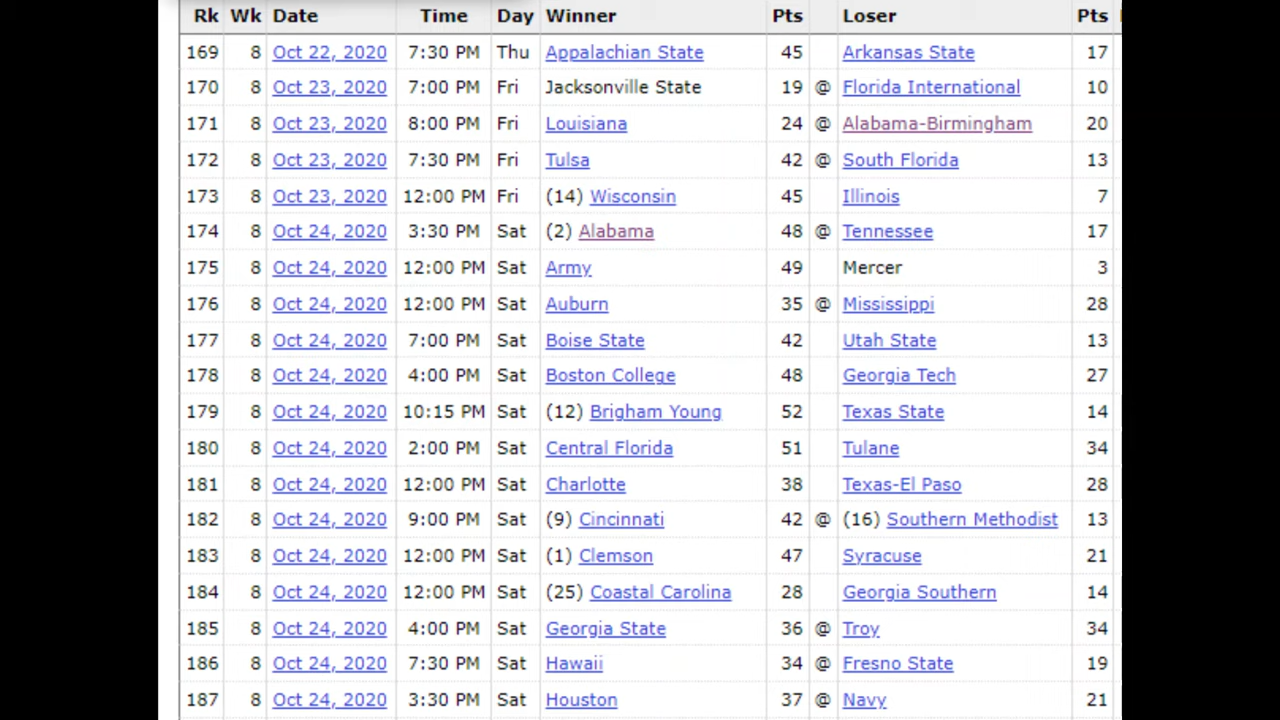 Rk Wk Date Time Day Winner Pts Loser Pts
169 8 Oct 22, 2020 7:30 PM Thu Appalachian State 45 Arkansas State 17
170 8 Oct 23, 2020 7:00 PM Fri Jacksonville State 19 @ Florida International 10
171 8 Oct 23, 2020 8:00 PM Fri Louisiana 24 @ Alabama-Birmingham 20
172 8 Oct 23, 2020 7:30 PM Fri Tulsa 42 @ South Florida 13
173 8 Oct 23, 2020 12:00 PM Fri (14) Wisconsin 45 Illinois 7
174 8 Oct 24, 2020 3:30 PM Sat (2) Alabama 48 @ Tennessee 17
175 8 Oct 24, 2020 12:00 PM Sat Army 49 Mercer 3
176 8 Oct 24, 2020 12:00 PM Sat Auburn 35 @ Mississippi 28
177 8 Oct 24, 2020 7:00 PM Sat Boise State 42 Utah State 13
178 8 Oct 24, 2020 4:00 PM Sat Boston College 48 Georgia Tech 27
179 8 Oct 24, 2020 10:15 PM Sat (12) Brigham Young 52 Texas State 14
180 8 Oct 24, 2020 2:00 PM Sat Central Florida 51 Tulane 34
181 8 Oct 24, 2020 12:00 PM Sat Charlotte 38 Texas-El Paso 28
182 8 Oct 24, 2020 9:00 PM Sat (9) Cincinnati 42 @ (16) Southern Methodist 13
183 8 Oct 24, 2020 12:00 PM Sat (1) Clemson 47 Syracuse 21
184 8 Oct 24, 2020 12:00 PM Sat (25) Coastal Carolina 28 Georgia Southern 14
185 8 Oct 24, 2020 4:00 PM Sat Georgia State 36 @ Troy 34
186 8 Oct 24, 2020 7:30 PM Sat Hawaii 34 @ Fresno State 19
187 8 Oct 24, 2020 3:30 PM Sat Houston 37 @ Navy 21